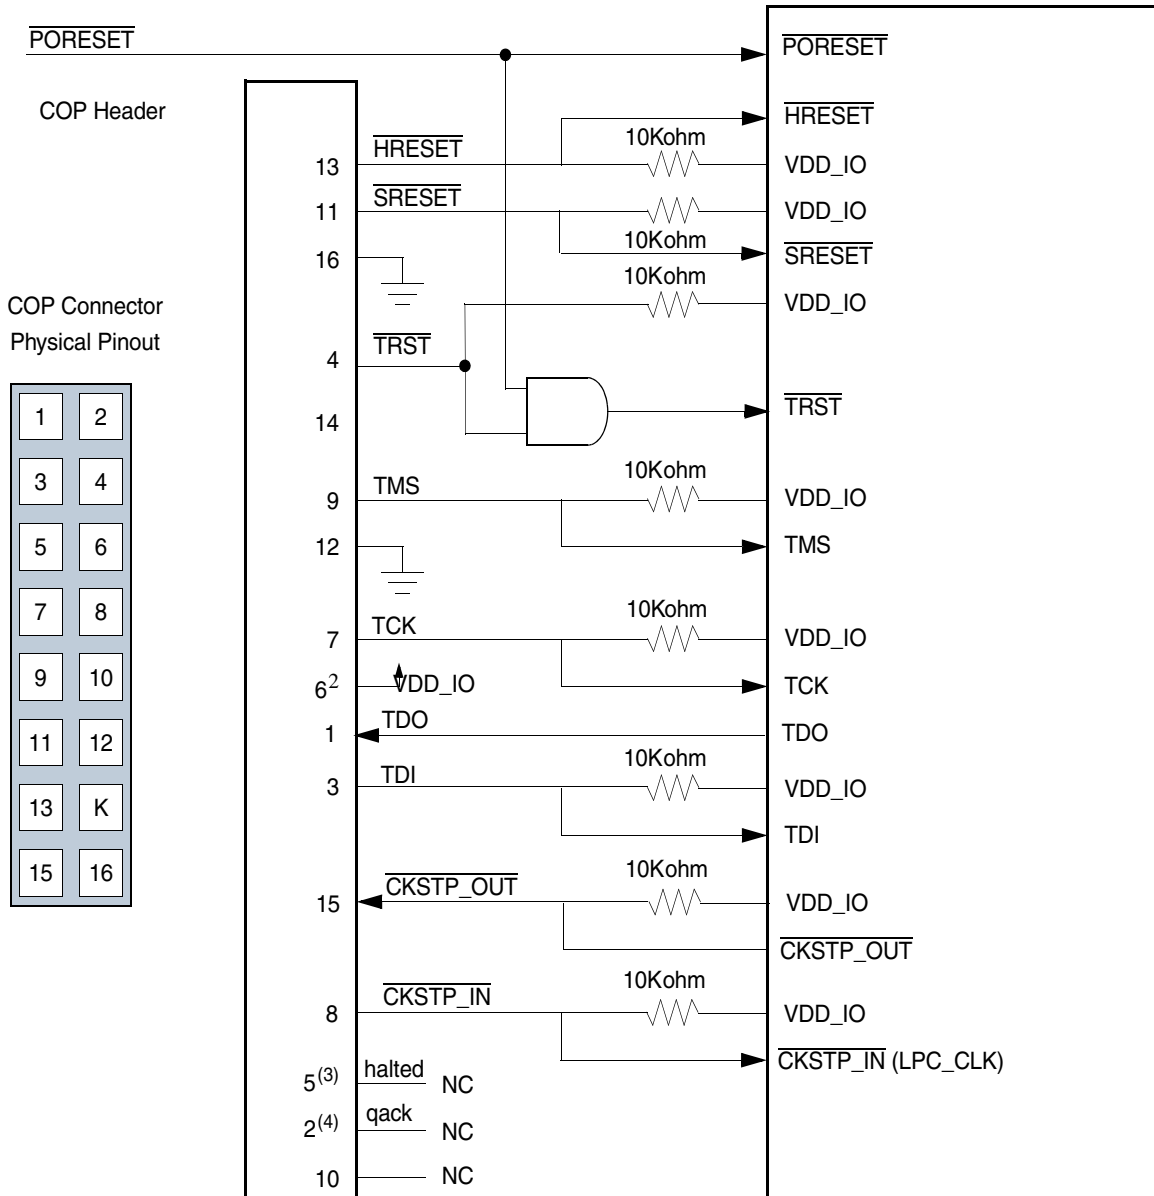 PORESET
PORESET
COP Header
HRESET
10Kohm
13 HRESET
VDD_IO
11 SRESET
VDD_IO
10Kohm
SRESET
16
10Kohm
VDD_IO
COP Connector
Physical Pinout
4 TRST
TRST
14
1 2
3 4
5 6
7 8
9 10
11 12
13 K
15 16
10Kohm
9 TMS
VDD_IO
12
TMS
10Kohm
7 TCK
VDD_IO
6² VDD_IO
TCK
1 TDO
TDO
10Kohm
3 TDI
VDD_IO
TDI
10Kohm
15 CKSTP_OUT
VDD_IO
CKSTP_OUT
10Kohm
8 CKSTP_IN
VDD_IO
CKSTP_IN (LPC_CLK)
5(3) halted NC
2(4) qack NC
10 NC